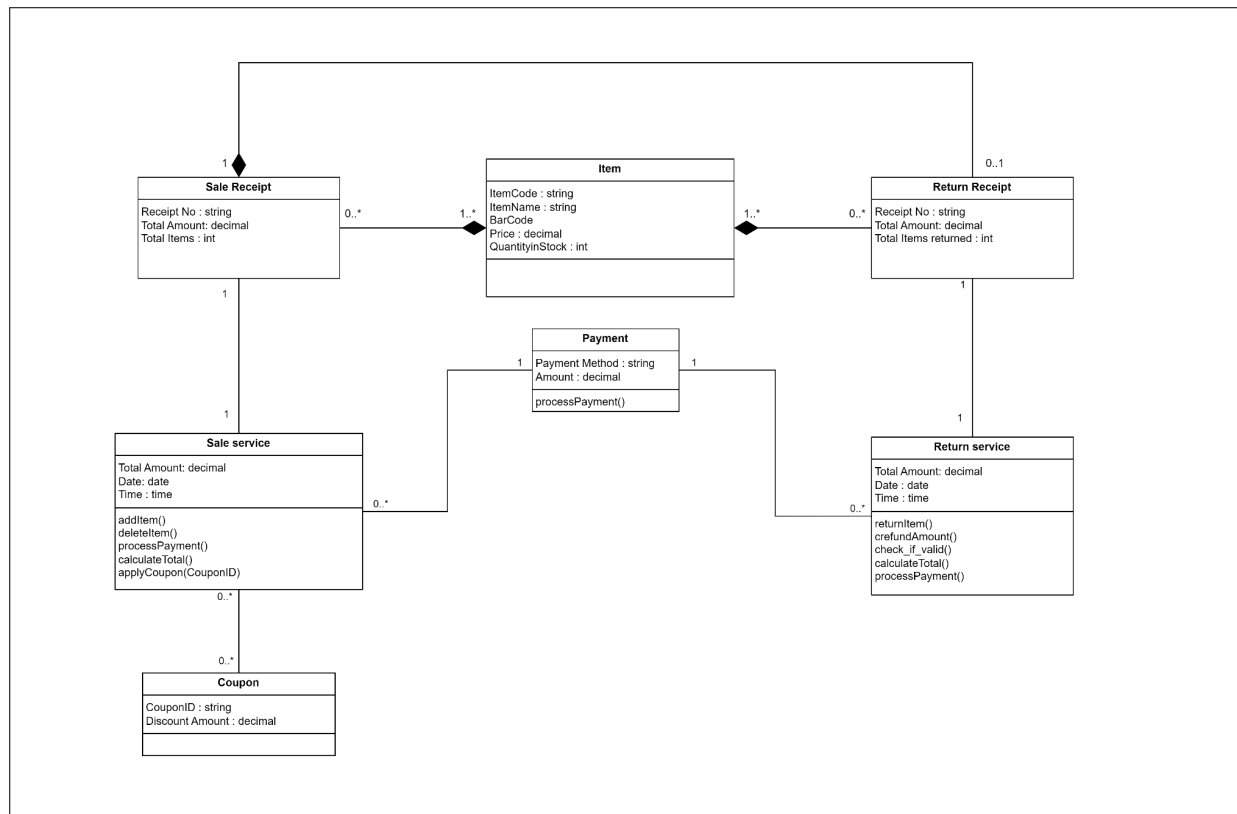 1
0..1
Sale Receipt
Receipt No : string
Total Amount: decimal
Total Items : int
0..*
1..*
Item
ItemCode : string
ItemName : string
BarCode
Price : decimal
QuantityinStock : int
1..*
0..*
Return Receipt
Receipt No : string
Total Amount: decimal
Total Items returned : int
1
1
Payment
Payment Method : string
Amount : decimal
processPayment()
1
1
1
1
Sale service
Total Amount: decimal
Date: date
Time : time
addItem()
deleteItem()
processPayment()
calculateTotal()
applyCoupon(CouponID)
0..*
0..*
Return service
Total Amount: decimal
Date : date
Time : time
returnItem()
crefundAmount()
check_if_valid()
calculateTotal()
processPayment()
0..*
0..*
Coupon
CouponID : string
Discount Amount : decimal